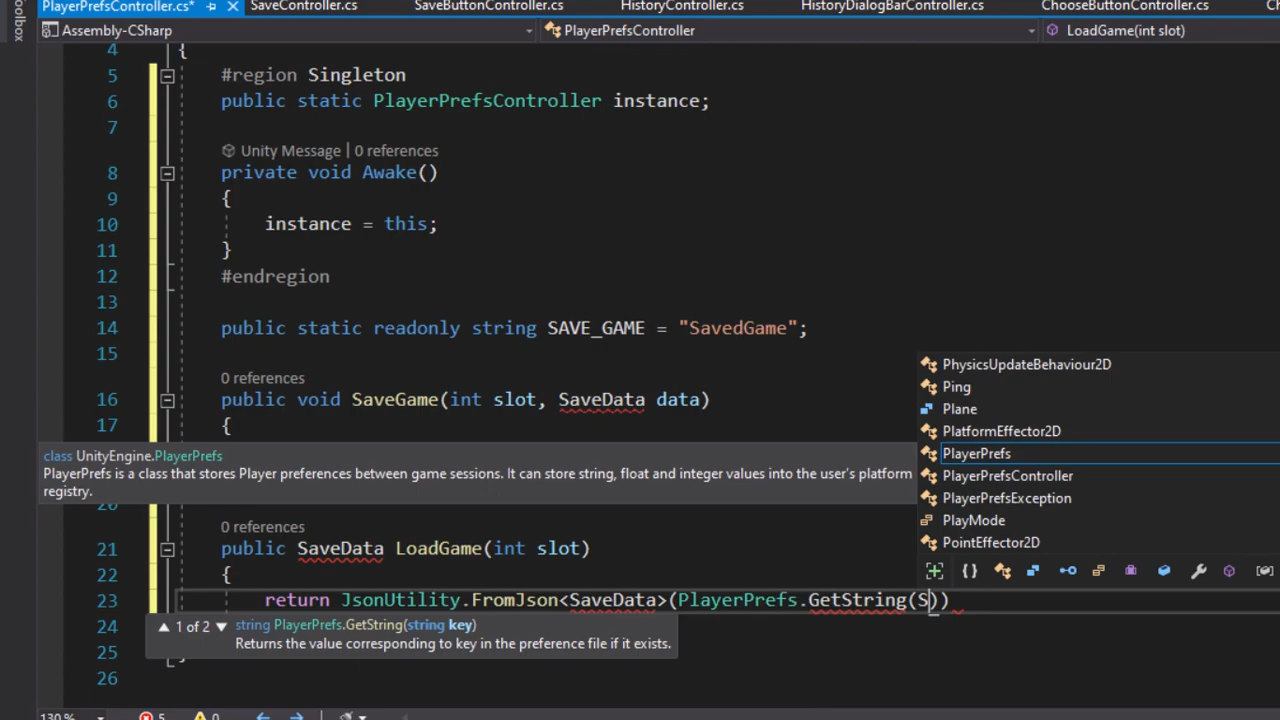 PlayerPrefsController.cs* SaveController.cs SaveButtonController.cs HistoryController.cs HistoryDialogBarController.cs ChooseButtonController.cs
Assembly-CSharp PlayerPrefsController LoadGame(int slot)
4 {
5 #region Singleton
6 public static PlayerPrefsController instance;
7
Unity Message | 0 references
8 private void Awake()
9 {
10 instance = this;
11 }
12 #endregion
13
14 public static readonly string SAVE_GAME = "SavedGame";
15
0 references
16 public void SaveGame(int slot, SaveData data)
17 {
class UnityEngine.PlayerPrefs
PlayerPrefs is a class that stores Player preferences between game sessions. It can store string, float and integer values into the user's platform
registry.
PhysicsUpdateBehaviour2D
Ping
Plane
PlatformEffector2D
PlayerPrefs
PlayerPrefsController
PlayerPrefsException
PlayMode
PointEffector2D
20
0 references
21 public SaveData LoadGame(int slot)
22 {
23 return JsonUtility.FromJson<SaveData>(PlayerPrefs.GetString(S))
24
1 of 2 string PlayerPrefs.GetString(string key)
Returns the value corresponding to key in the preference file if it exists.
25
26
130 % 5 0